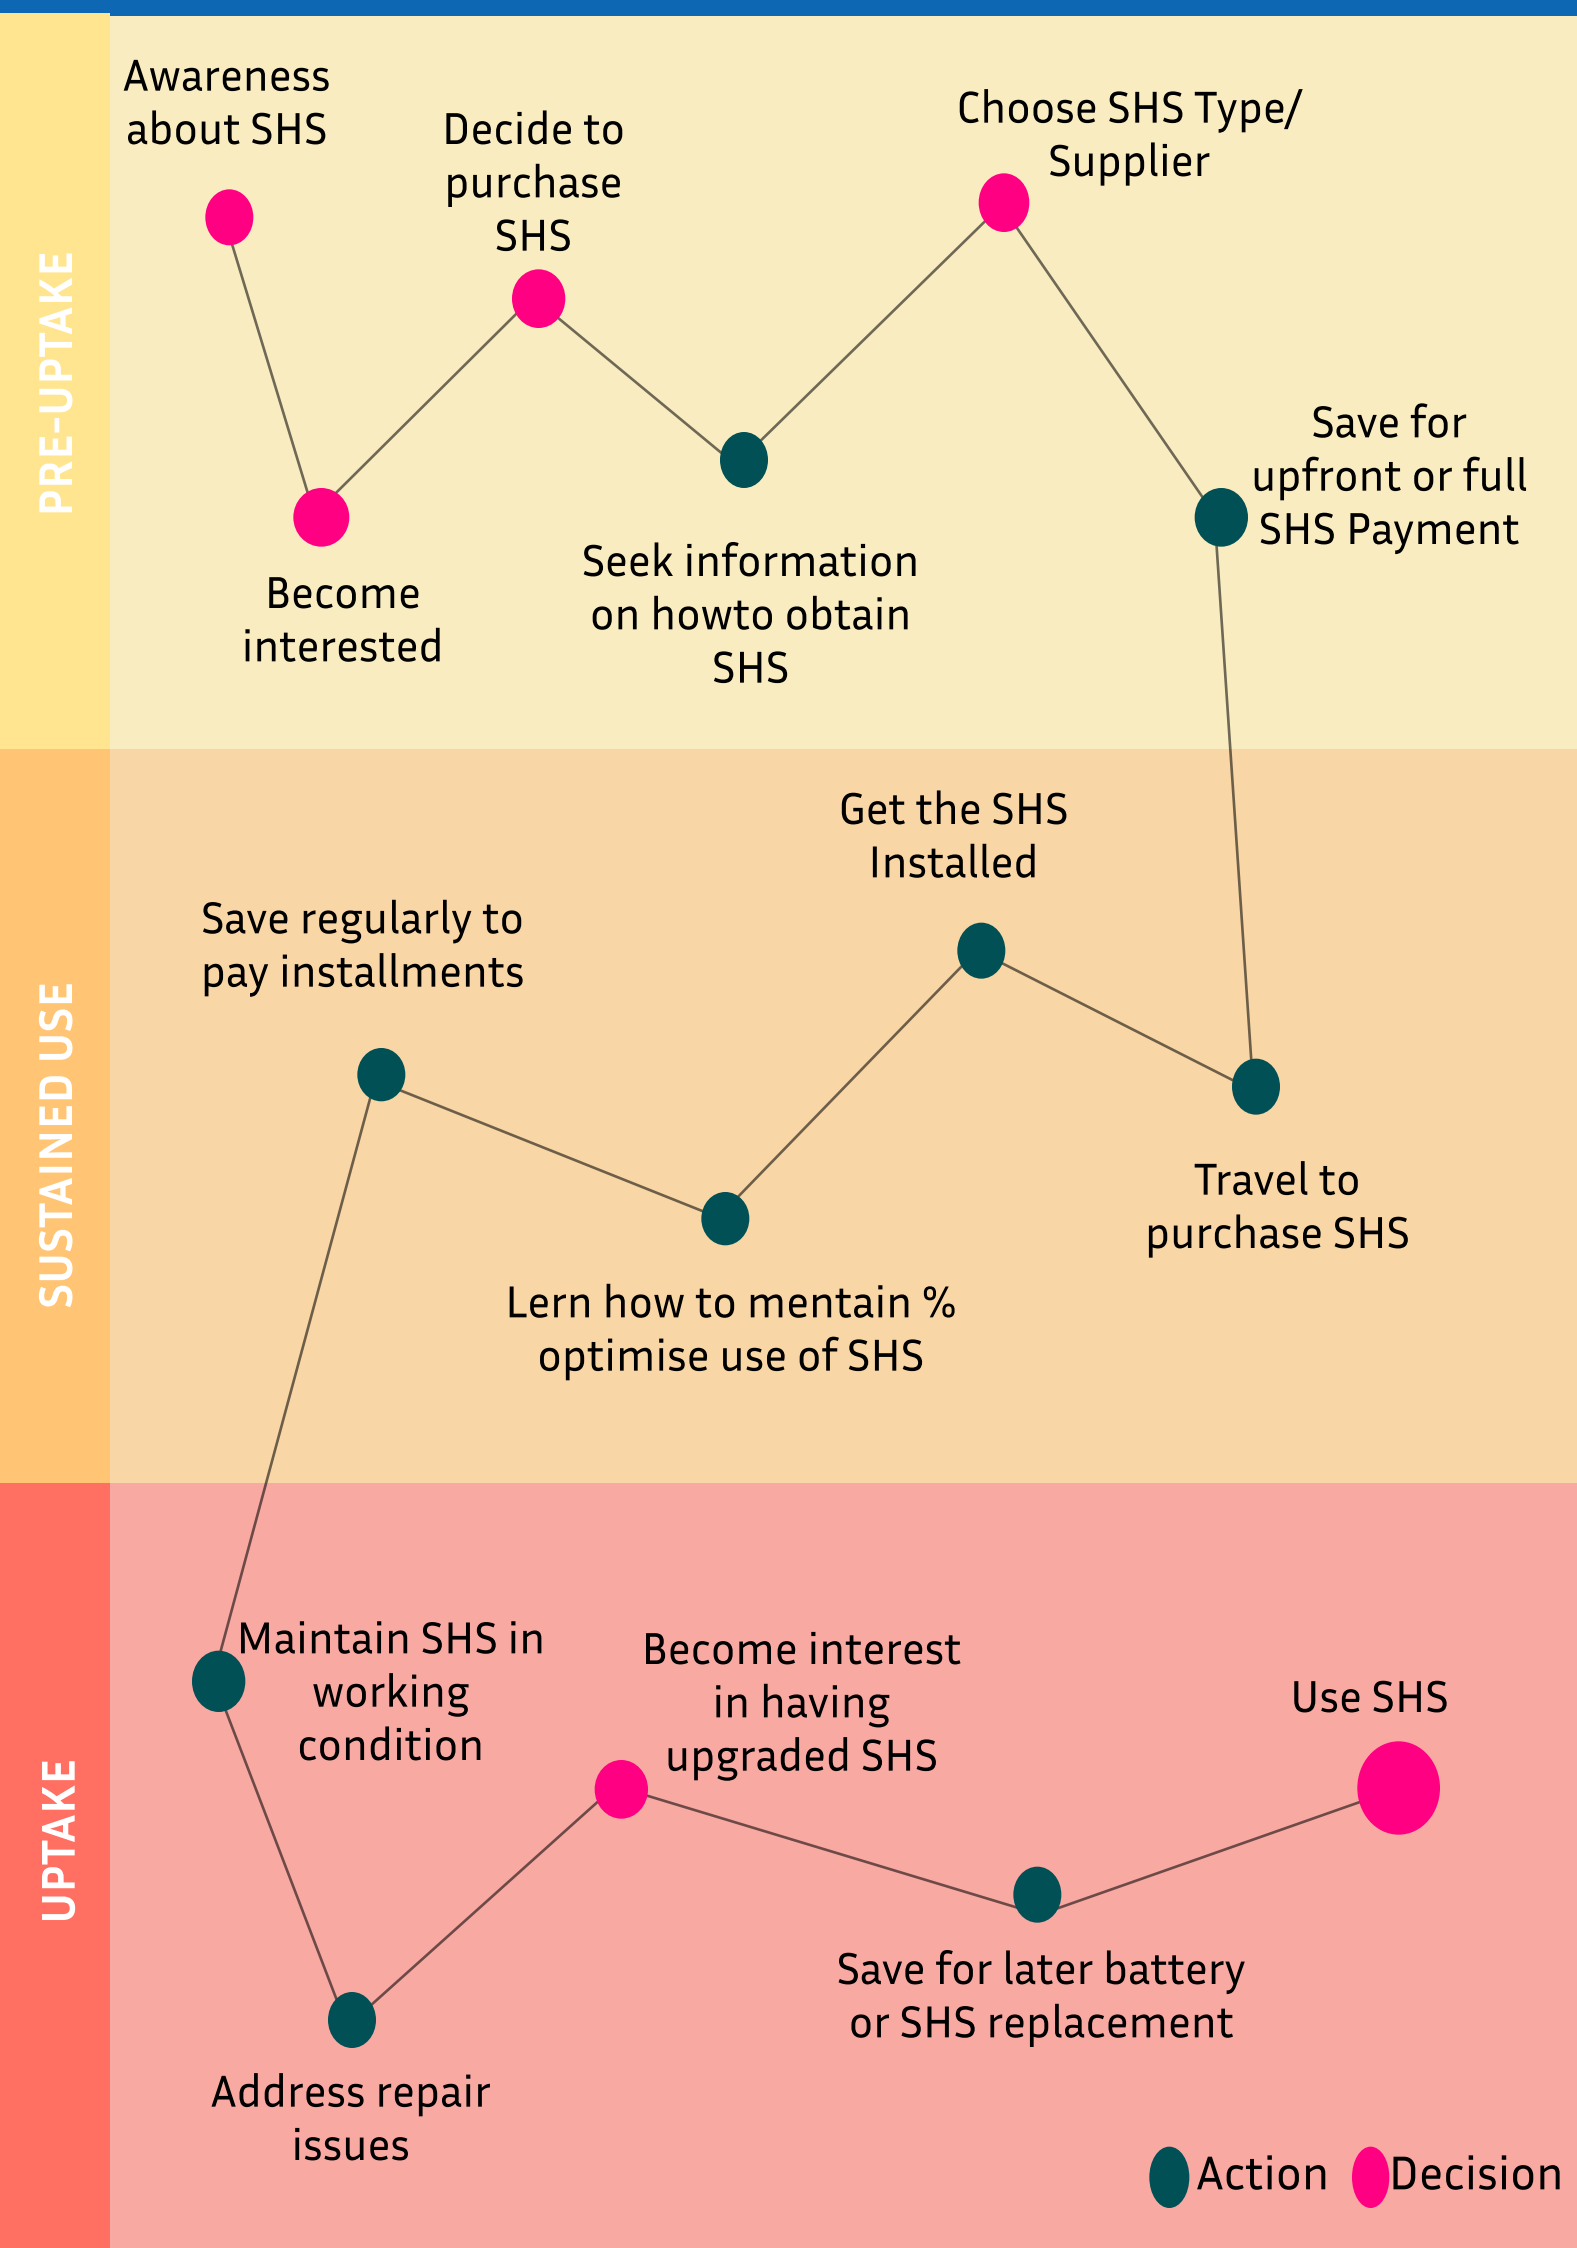 PRE-UPTAKE
Awareness
about SHS
Decide to
purchase
SHS
Choose SHS Type/
Supplier
Become
interested
Seek information
on howto obtain
SHS
Save for
upfront or full
SHS Payment
SUSTAINED USE
Get the SHS
Installed
Save regularly to
pay installments
Travel to
purchase SHS
Lern how to mentain %
optimise use of SHS
UPTAKE
Maintain SHS in
working
condition
Become interest
in having
upgraded SHS
Use SHS
Save for later battery
or SHS replacement
Address repair
issues
Action
Decision